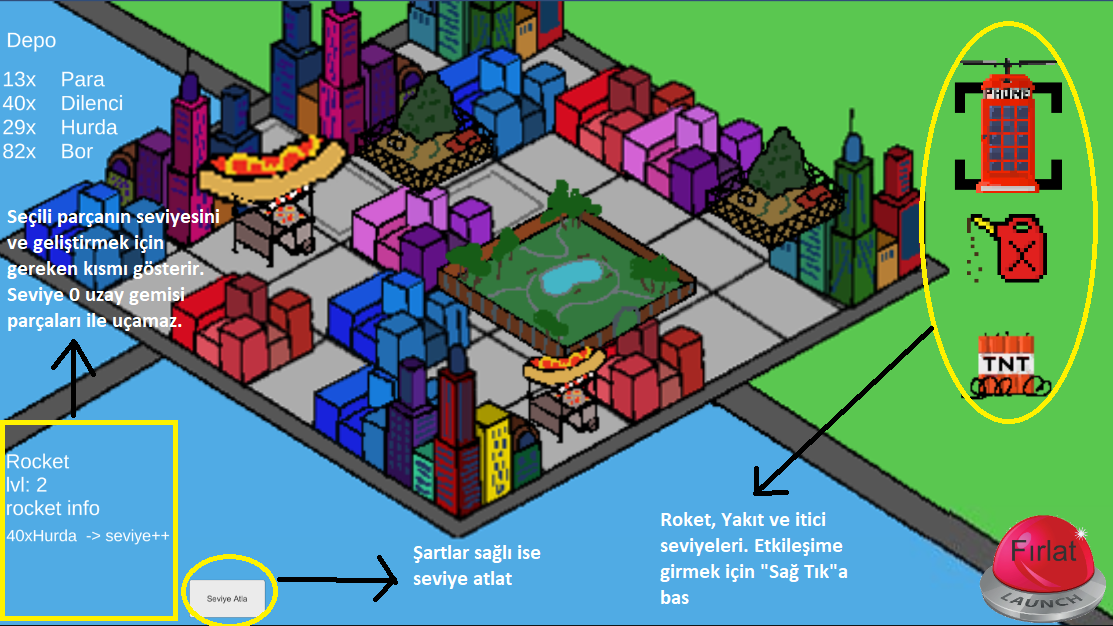 Depo
13x Para
40x Dilenci
29x Hurda
82x Bor
Seçili parçanın seviyesini
ve geliştirmek için
gereken kısmı gösterir.
Seviye 0 uzay gemisi
parçaları ile uçamaz.
Rocket
lvl: 2
rocket info
40xHurda -> seviye++
Seviye Atla
Şartlar sağlı ise
seviye atlat
Roket, Yakıt ve itici
seviyeleri. Etkileşime
girmek için "Sağ Tık"a
bas
PHONE
TNT
Fırlat
LAUNCH